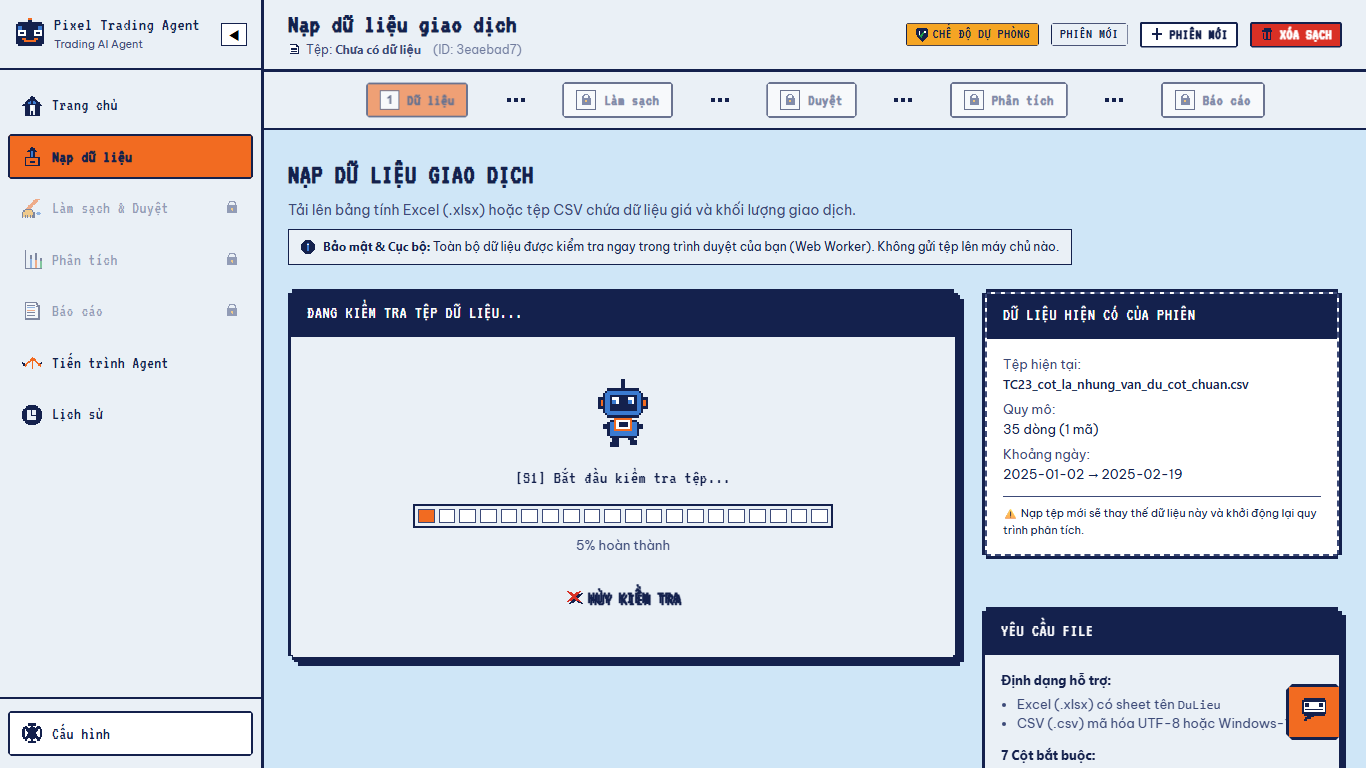 Pixel Trading Agent
Trading AI Agent
Trang chủ
Nạp dữ liệu
Làm sạch & Duyệt
Phân tích
Báo cáo
Tiến trình Agent
Lịch sử
Cấu hình
Nạp dữ liệu giao dịch
Tệp: Chưa có dữ liệu (ID: 3eaebad7)
CHẾ ĐỘ DỰ PHÒNG
PHIÊN MỚI
PHIÊN MỚI
XÓA SẠCH
1 Dữ liệu
Làm sạch
Duyệt
Phân tích
Báo cáo
NẠP DỮ LIỆU GIAO DỊCH
Tải lên bảng tính Excel (.xlsx) hoặc tệp CSV chứa dữ liệu giá và khối lượng giao dịch.
Bảo mật & Cục bộ: Toàn bộ dữ liệu được kiểm tra ngay trong trình duyệt của bạn (Web Worker). Không gửi tệp lên máy chủ nào.
ĐANG KIỂM TRA TỆP DỮ LIỆU...
[S1] Bắt đầu kiểm tra tệp...
5% hoàn thành
HỦY KIỂM TRA
DỮ LIỆU HIỆN CÓ CỦA PHIÊN
Tệp hiện tại:
TC23_cot_la_nhung_van_du_cot_chuan.csv
Quy mô:
35 dòng (1 mã)
Khoảng ngày:
2025-01-02 → 2025-02-19
Nạp tệp mới sẽ thay thế dữ liệu này và khởi động lại quy
trình phân tích.
YÊU CẦU FILE
Định dạng hỗ trợ:
• Excel (.xlsx) có sheet tên DuLieu
• CSV (.csv) mã hóa UTF-8 hoặc Windows-
7 Cột bắt buộc: